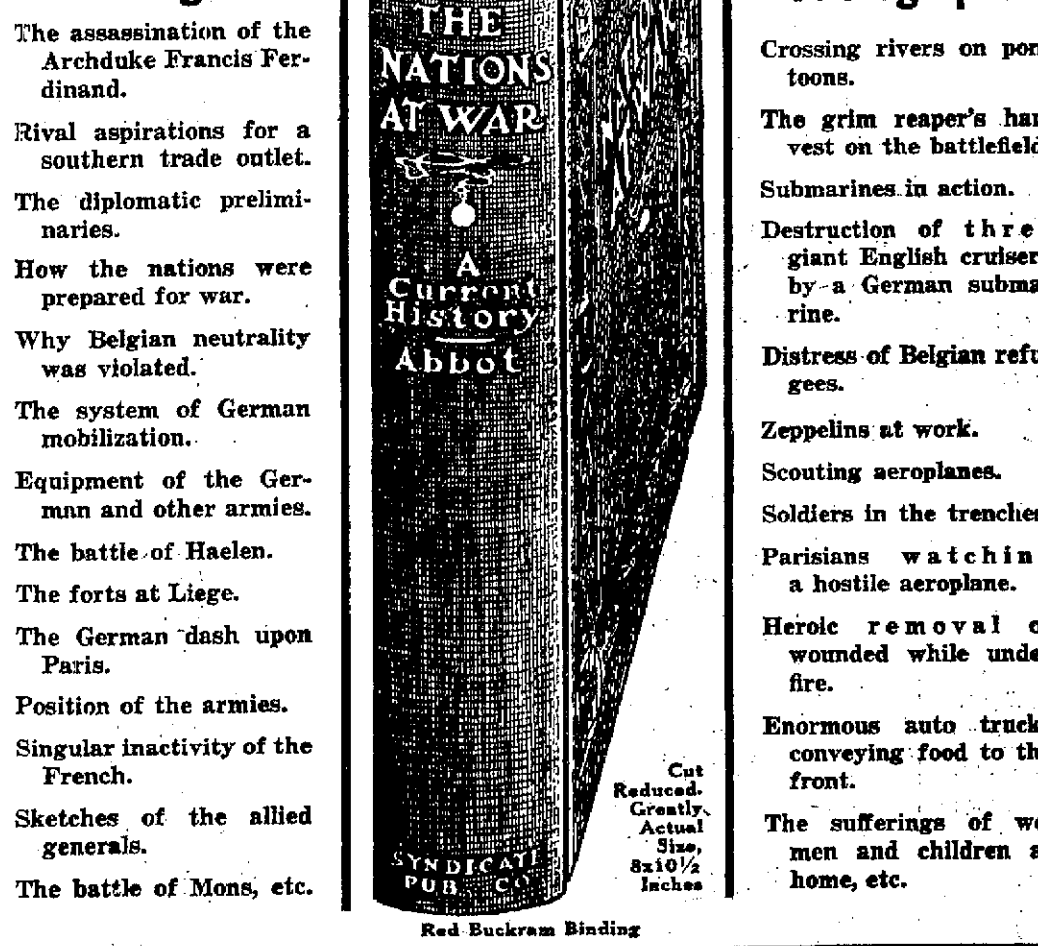 The assassination of the
Archduke Francis Fer-
dinand.
Rival aspirations for a
southern trade outlet.
The diplomatic prelimi-
naries.
How the nations were
prepared for war.
Why Belgian neutrality
was violated.
The system of German
mobilization.
Equipment of the Ger-
man and other armies.
The battle of Haelen.
The forts at Liege.
The German dash upon
Paris.
Position of the armies.
Singular inactivity of the
French.
Sketches of the allied
generals.
The battle of Mons, etc.
THE
NATIONS
AT WAR
A
Current
History
Abbot
SYNDICATE
PUB. CO
Cut
Reduced.
Greatly
Actual
Size,
8x10½
Inches
Red Buckram Binding
Crossing rivers on pon
toons.
The grim reaper's har
vest on the battlefield
Submarines in action.
Destruction of thre
giant English cruiser
by a German subma
rine.
Distress of Belgian refu
gees.
Zeppelins at work.
Scouting aeroplanes.
Soldiers in the trenches
Parisians watchin
a hostile aeroplane.
Heroic removal o
wounded while unde
fire.
Enormous auto truck
conveying food to th
front.
The sufferings of wo
men and children a
home, etc.